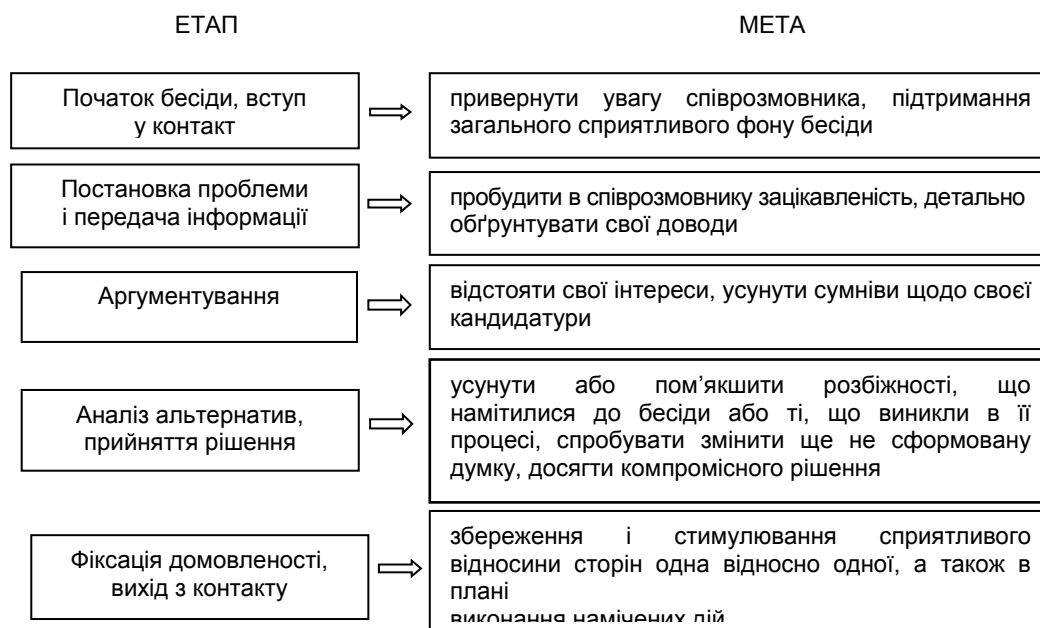 ЕТАП
МЕТА
Початок бесіди, вступ
у контакт
привернути увагу співрозмовника, підтримання
загального сприятливого фону бесіди
Постановка проблеми
і передача інформації
пробудити в співрозмовнику зацікавленість, детально
обґрунтувати свої доводи
Аргументування
відстояти свої інтереси, усунути сумніви щодо своєї
кандидатури
Аналіз альтернатив,
прийняття рішення
усунути або пом’якшити розбіжності, що
намітилися до бесіди або ті, що виникли в її
процесі, спробувати змінити ще не сформовану
думку, досягти компромісного рішення
Фіксація домовленості,
вихід з контакту
збереження і стимулювання сприятливого
відносини сторін одна відносно одної, а також в
плані
виконання намічених дій